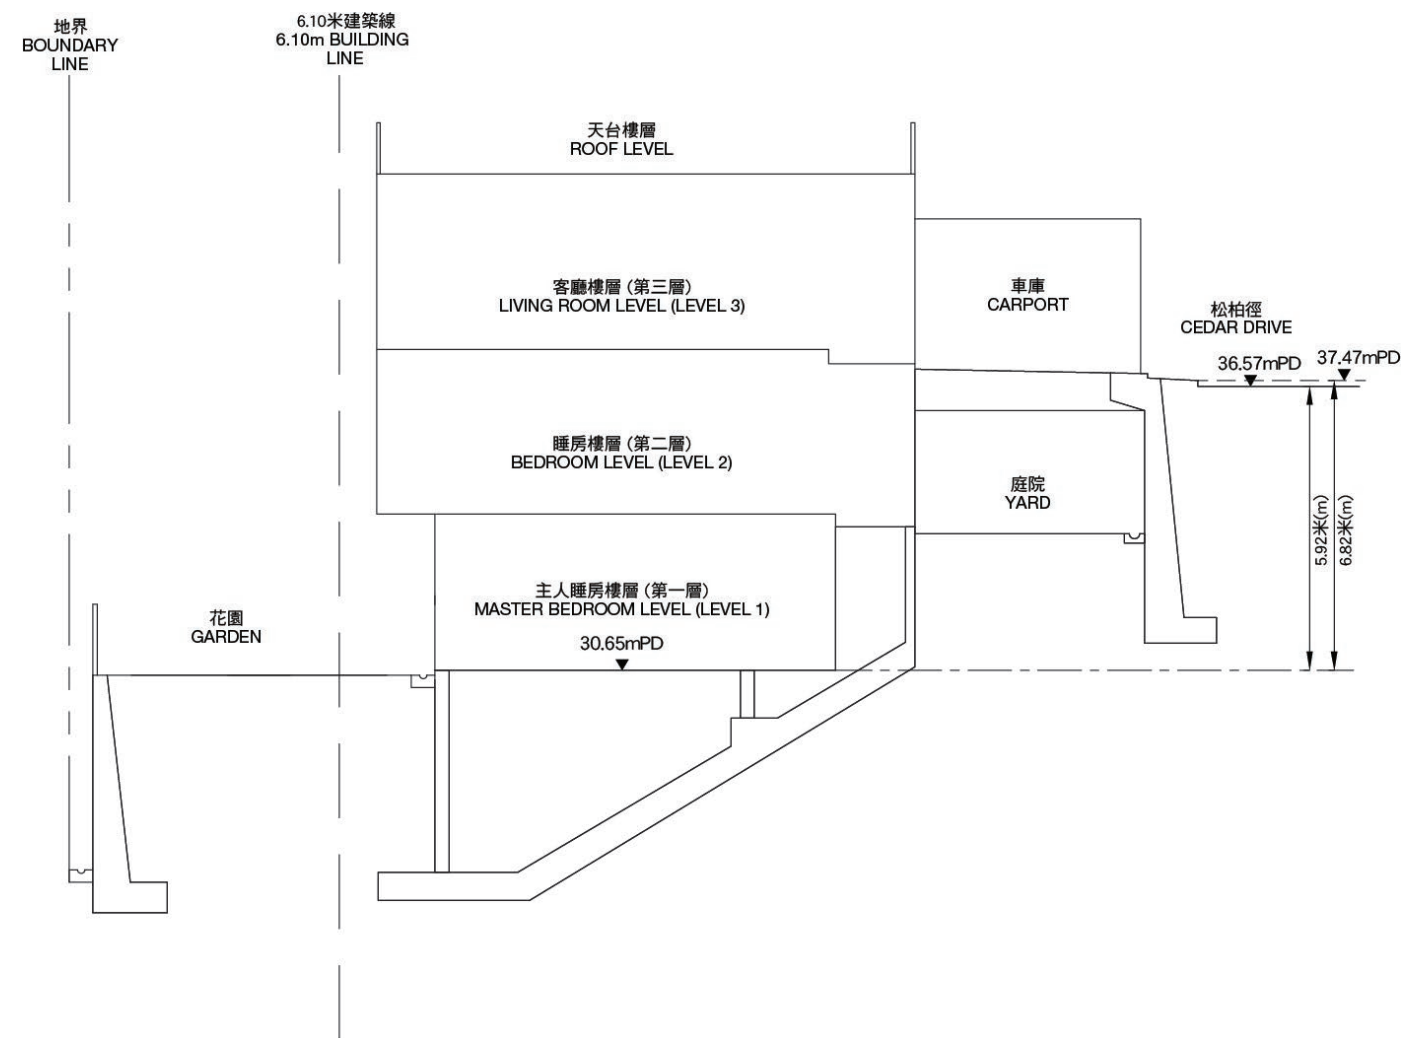 地界
BOUNDARY
LINE
6.10米建築線
6.10m BUILDING
LINE
天台樓層
ROOF LEVEL
客廳樓層 (第三層)
LIVING ROOM LEVEL (LEVEL 3)
車庫
CARPORT
松柏徑
CEDAR DRIVE
36.57mPD
37.47mPD
睡房樓層 (第二層)
BEDROOM LEVEL (LEVEL 2)
庭院
YARD
5.92米(m)
6.82米(m)
主人睡房樓層 (第一層)
MASTER BEDROOM LEVEL (LEVEL 1)
30.65mPD
花園
GARDEN